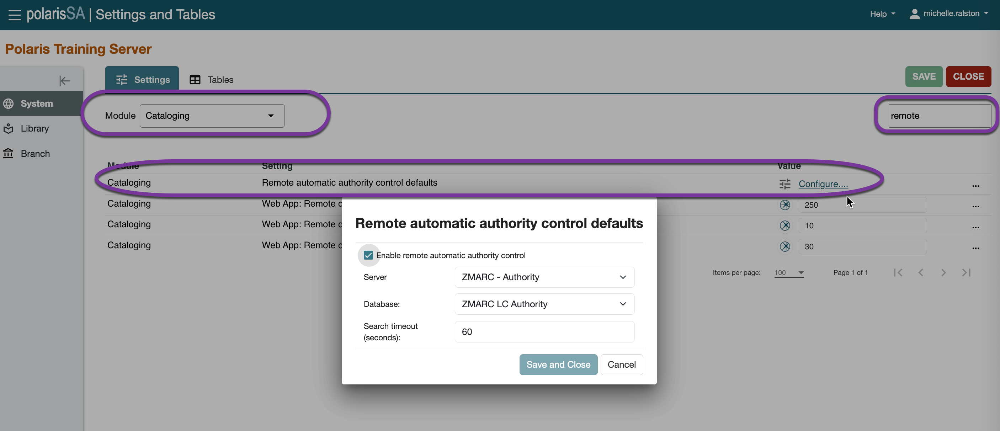 polarisSA | Settings and Tables
Help
michelle.ralston
Polaris Training Server
Settings
Tables
SAVE
CLOSE
System
Library
Branch
Module
Cataloging
remote
Module Setting Value
Cataloging Remote automatic authority control defaults Configure.... ...
Cataloging Web App: Remote 250 ...
Cataloging Web App: Remote 10 ...
Cataloging Web App: Remote 30 ...
Items per page: 100 Page 1 of 1
Remote automatic authority control defaults
Enable remote automatic authority control
Server ZMARC - Authority
Database: ZMARC LC Authority
Search timeout
(seconds):
60
Save and Close
Cancel